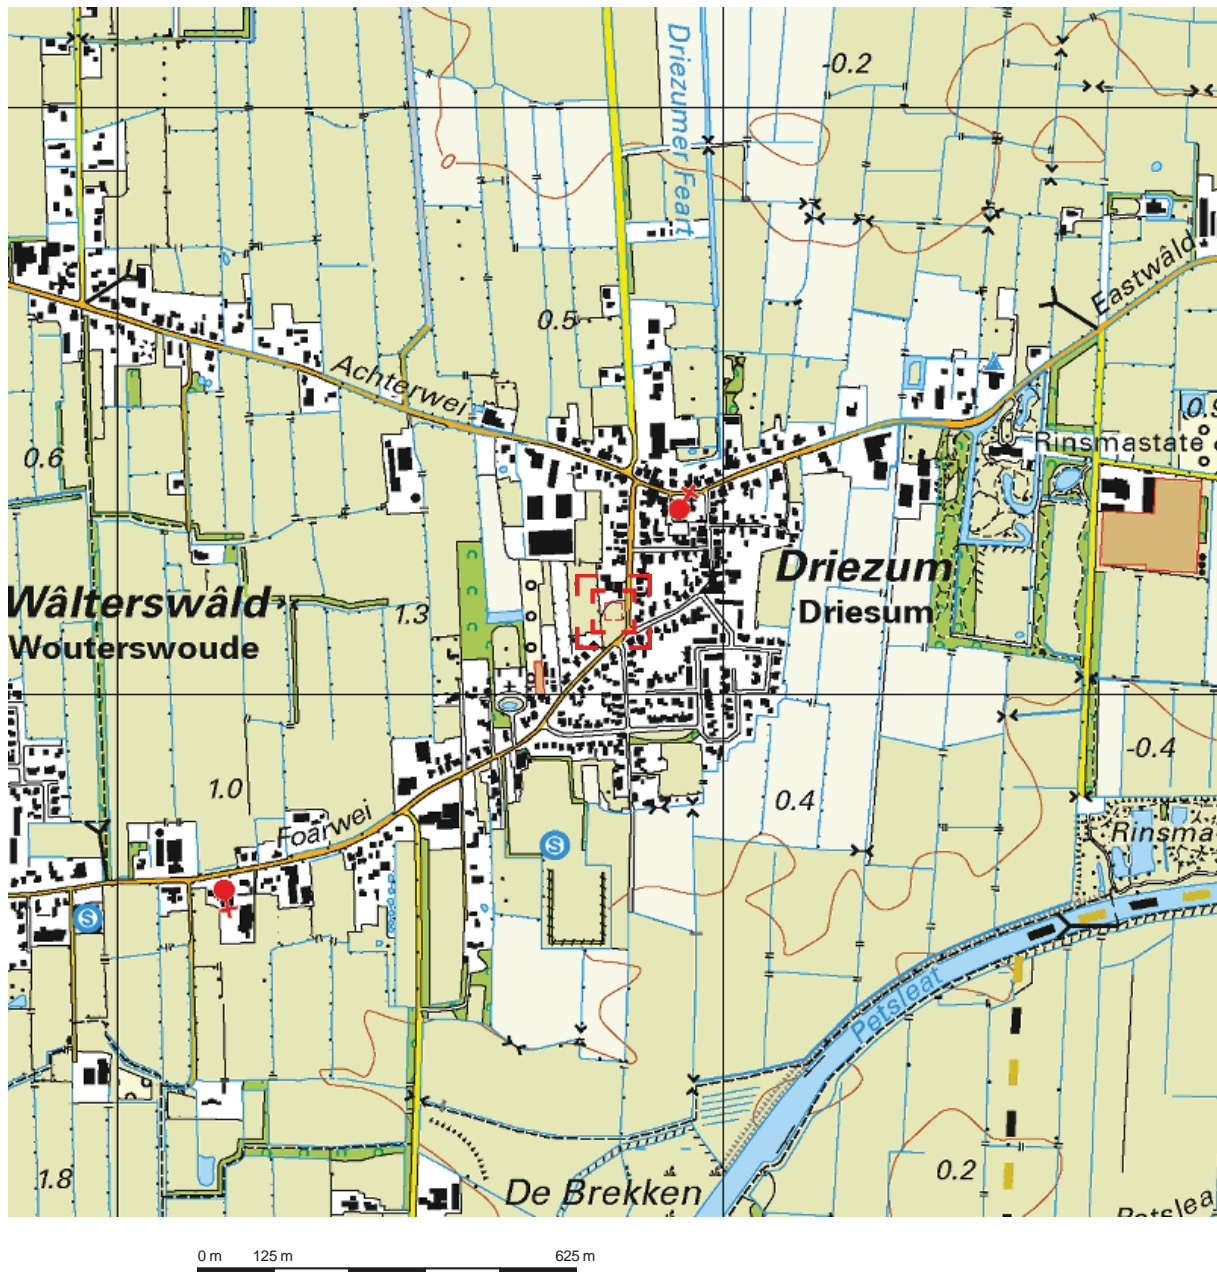 Driezumer Feart
-0.2
0
Eastwâld
0.5
Achterwei
0.9
Rinsmastate
0.6
Driezum
Driesum
Wâlterswâld
Wouterswoude
1.3
-0.4
1.0
0.4
Foarwei
Rinsma
S
S
Petsleat
1.8
De Brekken
0.2
Petslea
0 m 125 m 625 m